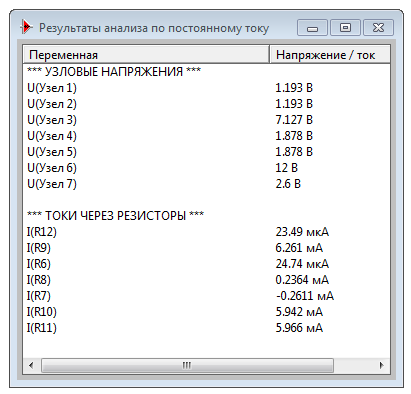 Результаты анализа по постоянному току
Переменная Напряжение / ток
*** УЗЛОВЫЕ НАПРЯЖЕНИЯ ***
U(Узел 1) 1.193 В
U(Узел 2) 1.193 В
U(Узел 3) 7.127 В
U(Узел 4) 1.878 В
U(Узел 5) 1.878 В
U(Узел 6) 12 В
U(Узел 7) 2.6 В
*** ТОКИ ЧЕРЕЗ РЕЗИСТОРЫ ***
I(R12) 23.49 мкА
I(R9) 6.261 мА
I(R6) 24.74 мкА
I(R8) 0.2364 мА
I(R7) -0.2611 мА
I(R10) 5.942 мА
I(R11) 5.966 мА